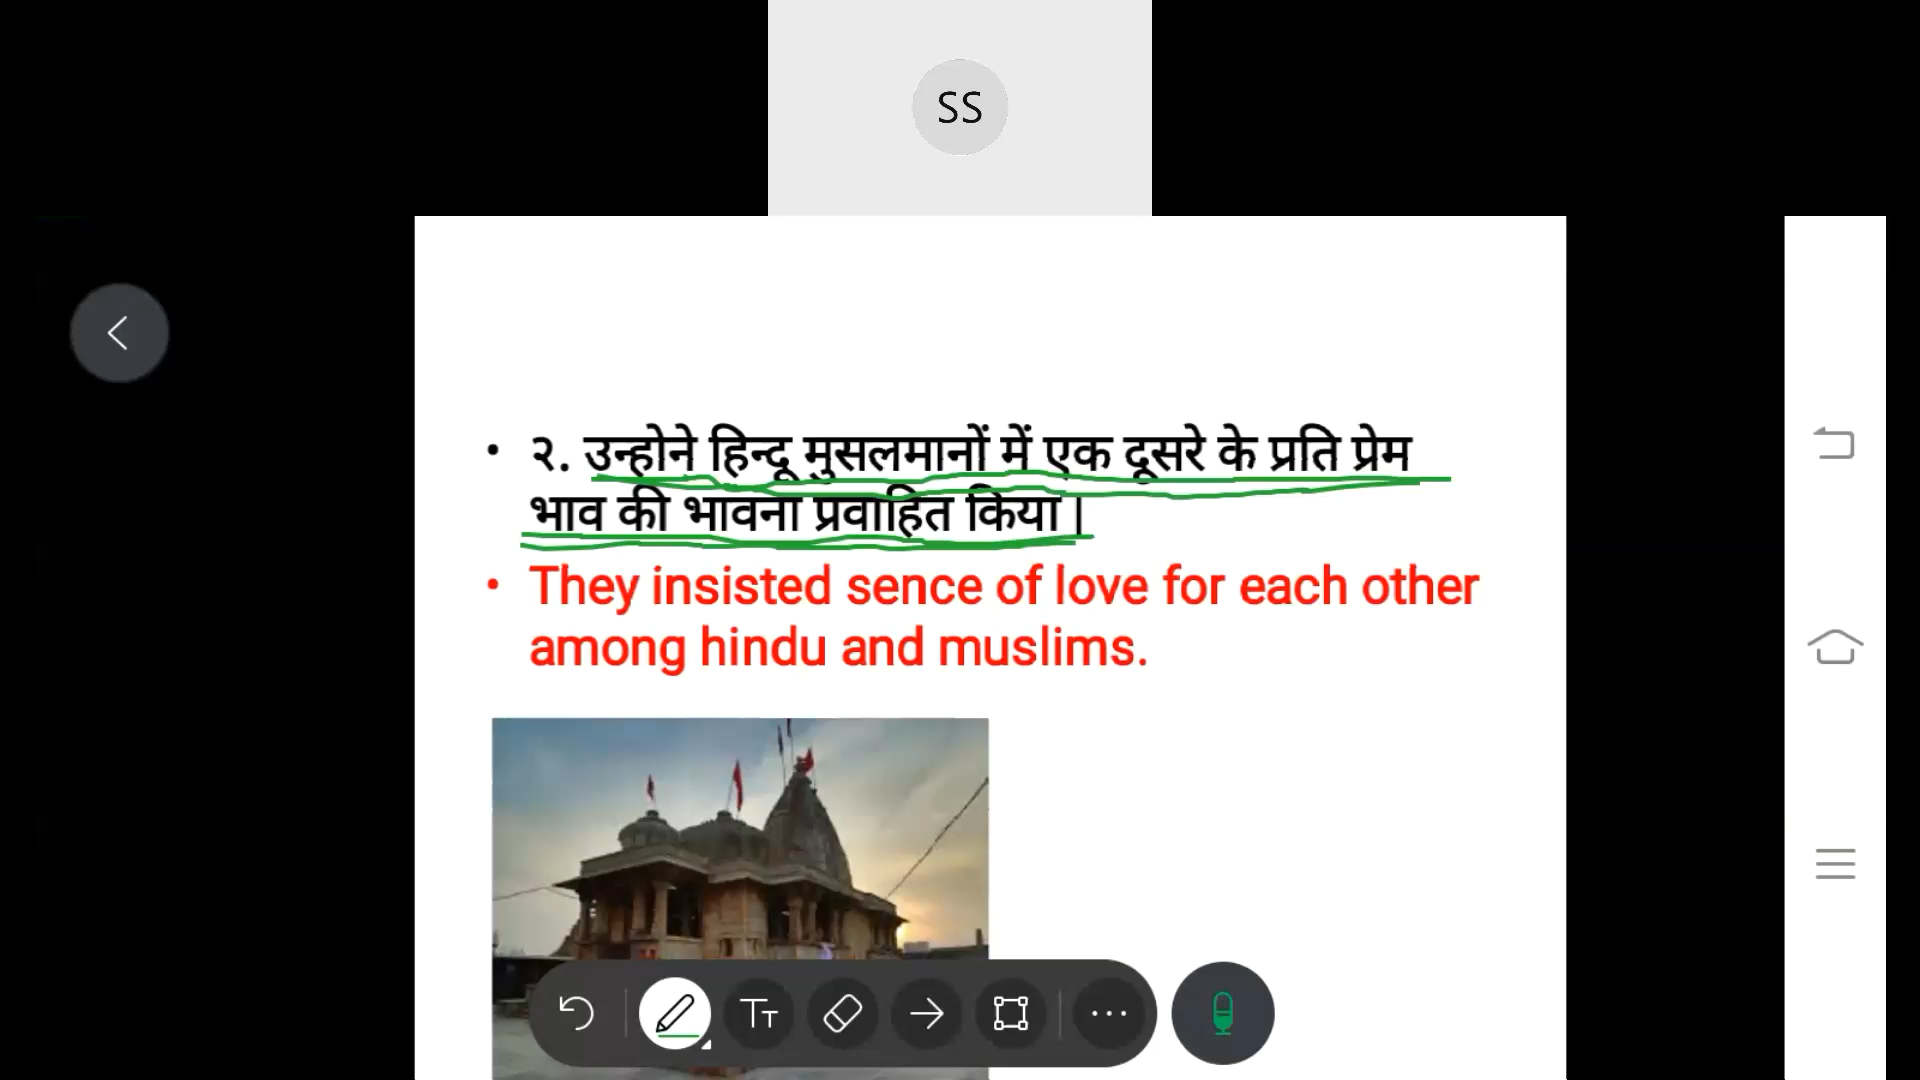 SS
• २. उन्होने हिन्दू मुसलमानों में एक दूसरे के प्रति प्रेम
भाव की भावना प्रवाहित किया|
• They insisted sence of love for each other
among hindu and muslims.
TT